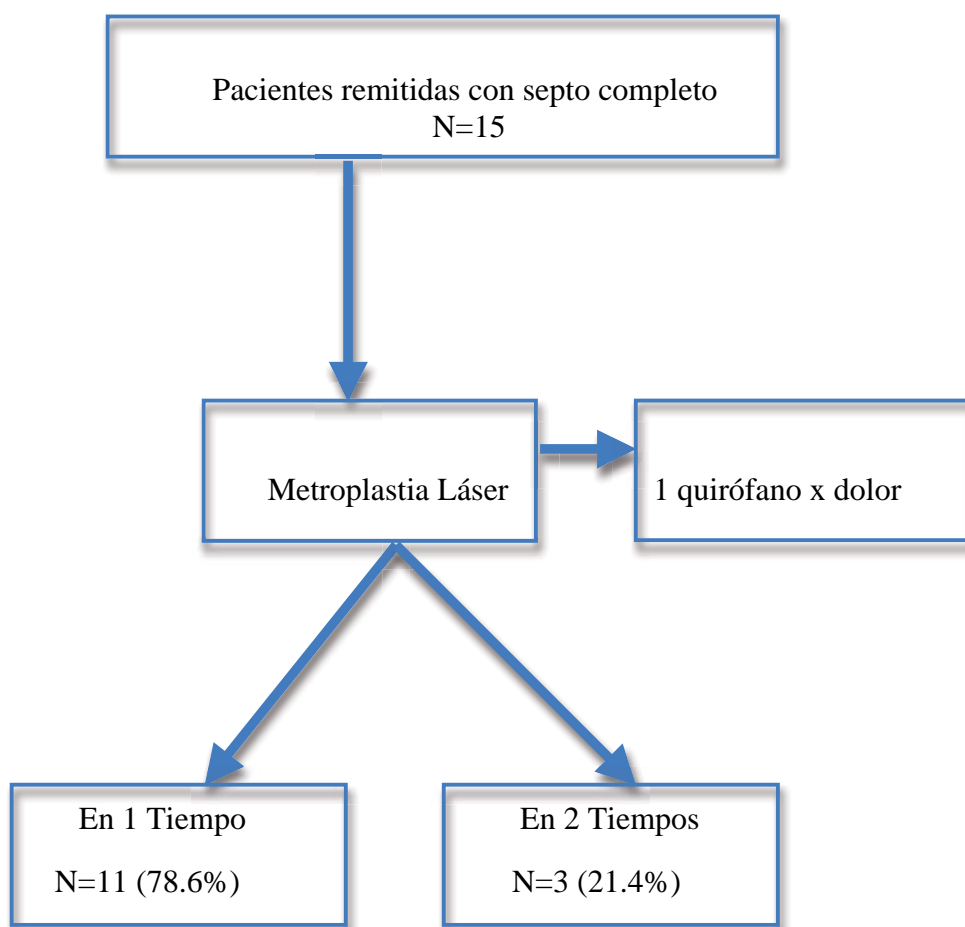 Pacientes remitidas con septo completo
N=15
Metroplastia Láser
1 quirófano x dolor
En 1 Tiempo
N=11 (78.6%)
En 2 Tiempos
N=3 (21.4%)